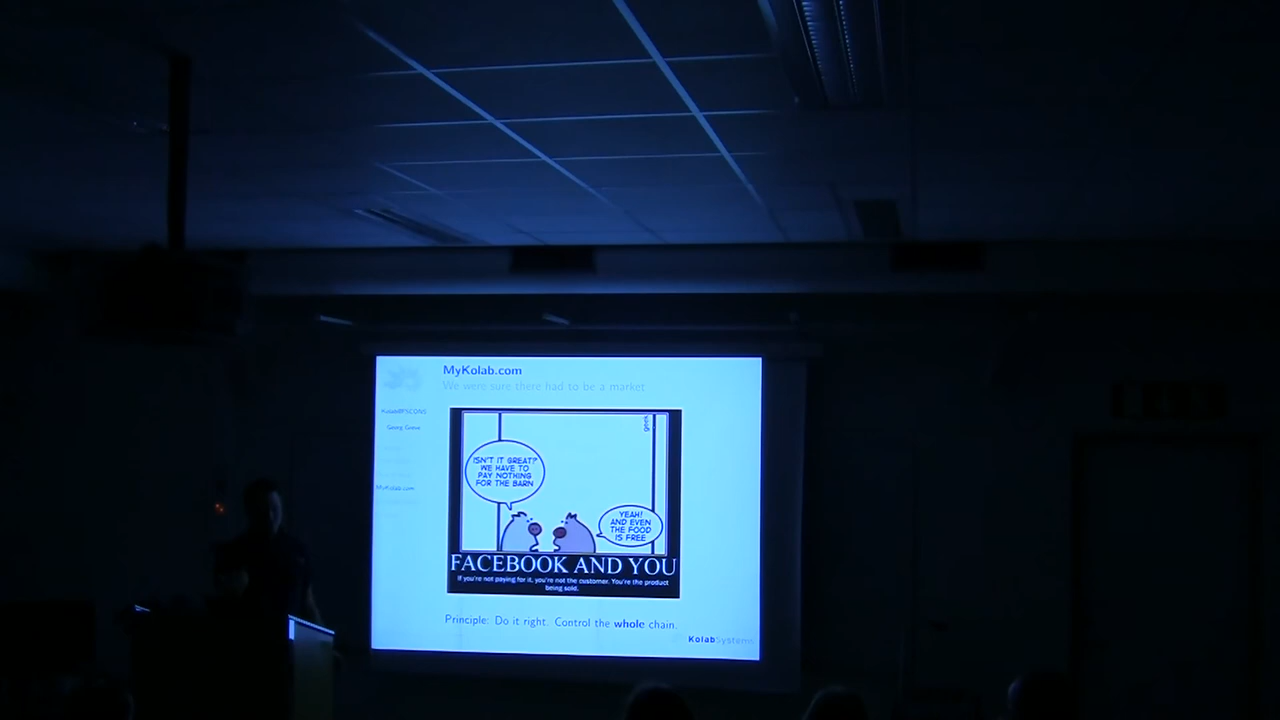 MyKolab.com
We were sure there had to be a market
Georg Greve
MyKolab.com
geek
ISN'T IT GREAT?
WE HAVE TO
PAY NOTHING
FOR THE BARN
YEAH!
AND EVEN
THE FOOD
IS FREE
FACEBOOK AND YOU
If you're not paying for it, you're not the customer. You're the product
being sold.
Principle: Do it right. Control the whole chain.
KolabSystems